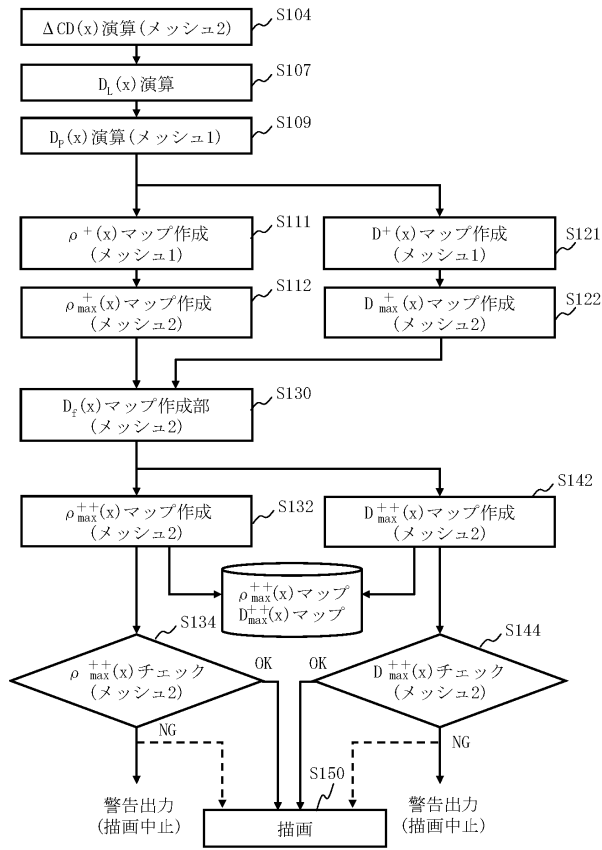 ΔCD(x)演算(メッシュ2)
S104
D_L(x)演算
S107
D_P(x)演算(メッシュ1)
S109
ρ⁺(x)マップ作成
(メッシュ1)
S111
D⁺(x)マップ作成
(メッシュ1)
S121
ρ⁺max(x)マップ作成
(メッシュ2)
S112
D⁺max(x)マップ作成
(メッシュ2)
S122
D_f(x)マップ作成部
(メッシュ2)
S130
ρ⁺⁺max(x)マップ作成
(メッシュ2)
S132
D⁺⁺max(x)マップ作成
(メッシュ2)
S142
ρ⁺⁺max(x)マップ
D⁺⁺max(x)マップ
S134
ρ⁺⁺max(x)チェック
(メッシュ2)
OK
NG
S144
D⁺⁺max(x)チェック
(メッシュ2)
OK
NG
警告出力
(描画中止)
S150
描画
警告出力
(描画中止)